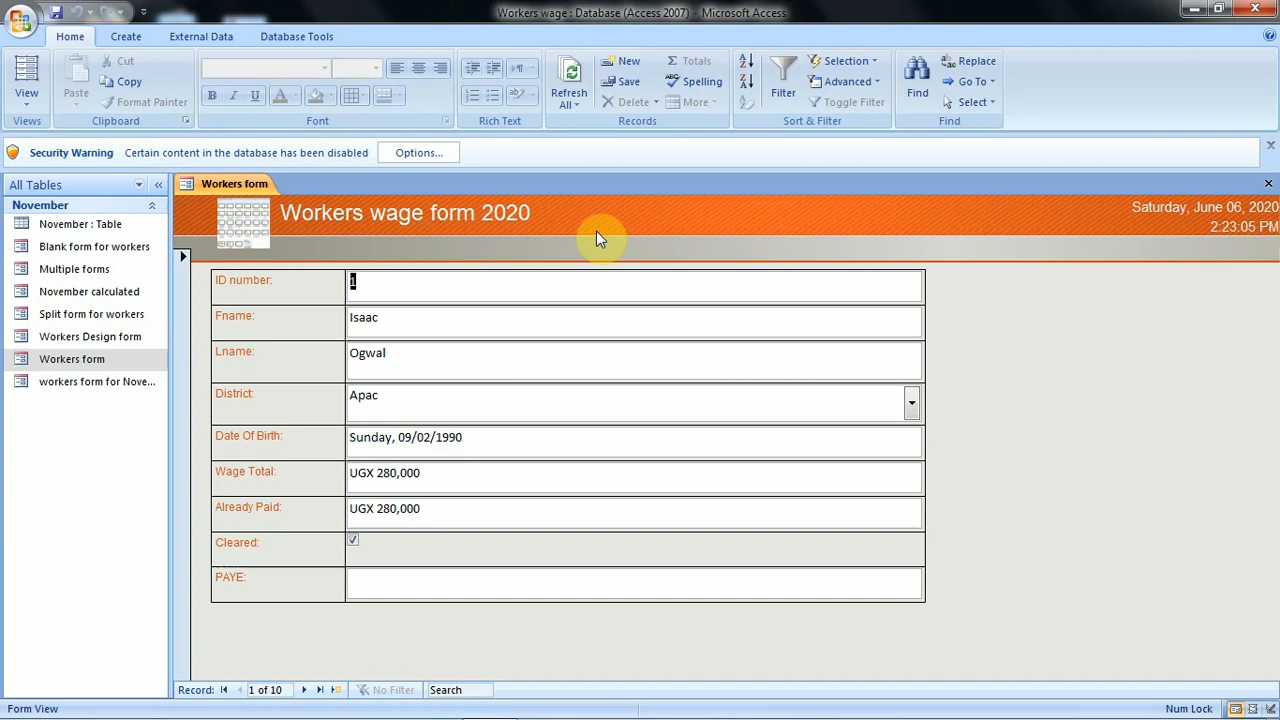 Workers wage : Database (Access 2007) - Microsoft Access
Home Create External Data Database Tools
View
Views
Paste
Cut
Copy
Format Painter
Clipboard
B I U A
Font
Rich Text
Refresh All
New
Save
Delete
Totals
Spelling
More
Records
Filter
Selection
Advanced
Toggle Filter
Sort & Filter
Find
Replace
Go To
Select
Find
Security Warning Certain content in the database has been disabled Options...
All Tables
November
November : Table
Blank form for workers
Multiple forms
November calculated
Split form for workers
Workers Design form
Workers form
workers form for Nove...
Workers form
Workers wage form 2020
Saturday, June 06, 2020
2:23:05 PM
ID number: 1
Fname: Isaac
Lname: Ogwal
District: Apac
Date Of Birth: Sunday, 09/02/1990
Wage Total: UGX 280,000
Already Paid: UGX 280,000
Cleared:
PAYE:
Record: 1 of 10 No Filter Search
Form View Num Lock